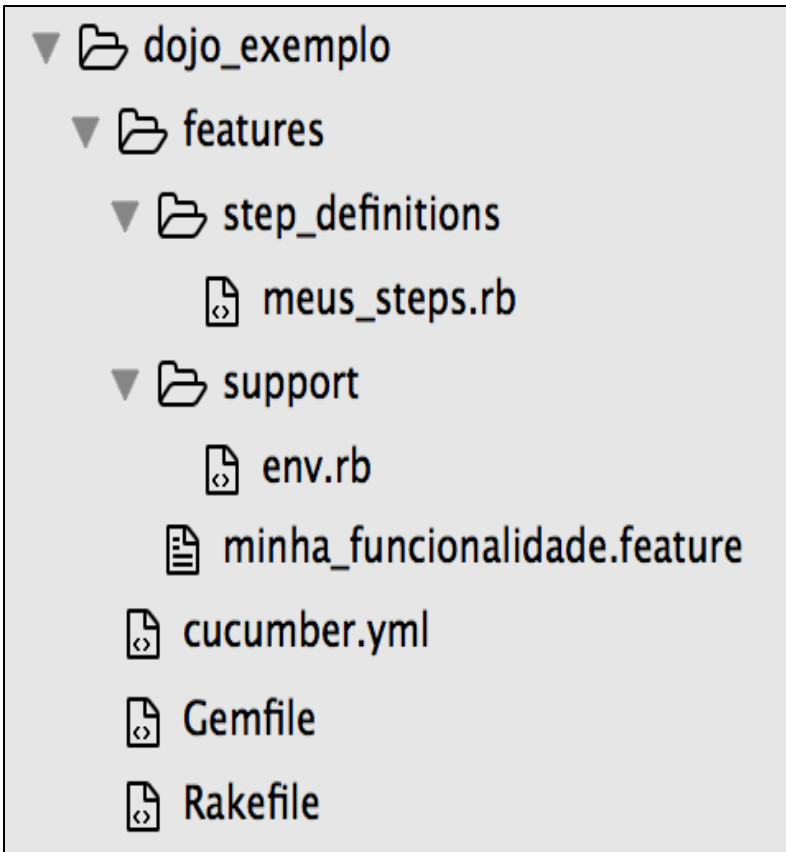 dojo_exemplo
features
step_definitions
meus_steps.rb
support
env.rb
minha_funcionalidade.feature
cucumber.yml
Gemfile
Rakefile